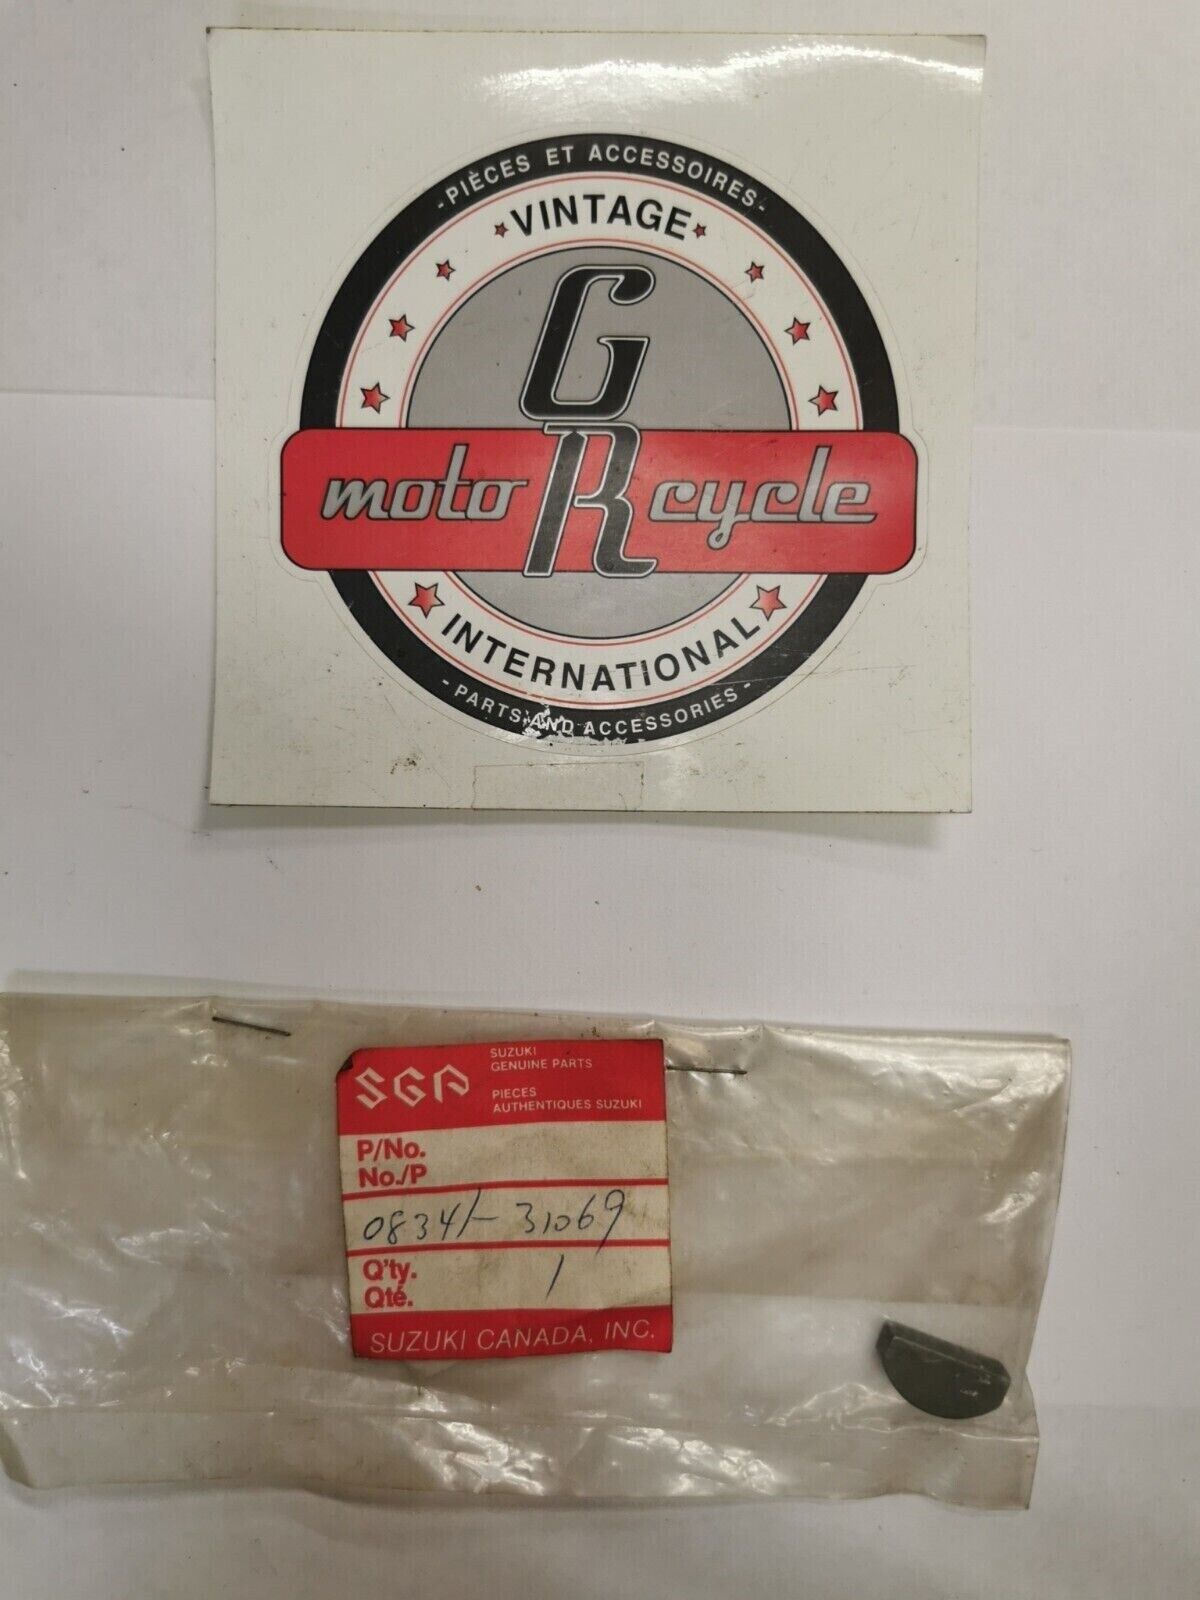 - PIÈCES ET ACCESSOIRES -
VINTAGE
GR
moto cycle
INTERNATIONAL
- PARTS AND ACCESSORIES -
SGP
SUZUKI
GENUINE PARTS
PIECES
AUTHENTIQUES SUZUKI
P/No.
No./P
08341-31069
Q'ty. 1
Qté.
SUZUKI CANADA, INC.